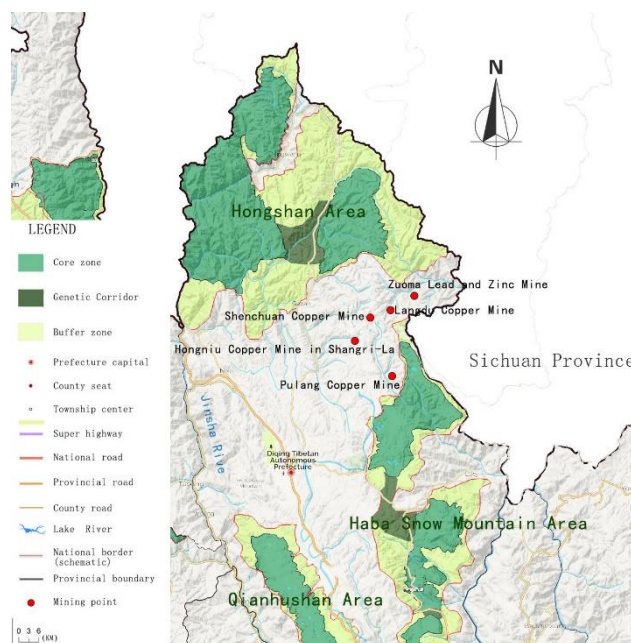 N
Hongshan Area
Zuoma Lead and Zinc Mine
Langdu Copper Mine
Shenchuan Copper Mine
Hongniu Copper Mine in Shangri-La
Sichuan Province
Pulang Copper Mine
Jinsha Rive
Diqing Tibetan
Autonomous
Prefecture
Haba Snow Mountain Area
Qianhushan Area
LEGEND
Core zone
Genetic Corridor
Buffer zone
Prefecture capital
County seat
Township center
Super highway
National road
Provincial road
County road
Lake River
National border
(schematic)
Provincial boundary
Mining point
0 3 6
(KM)